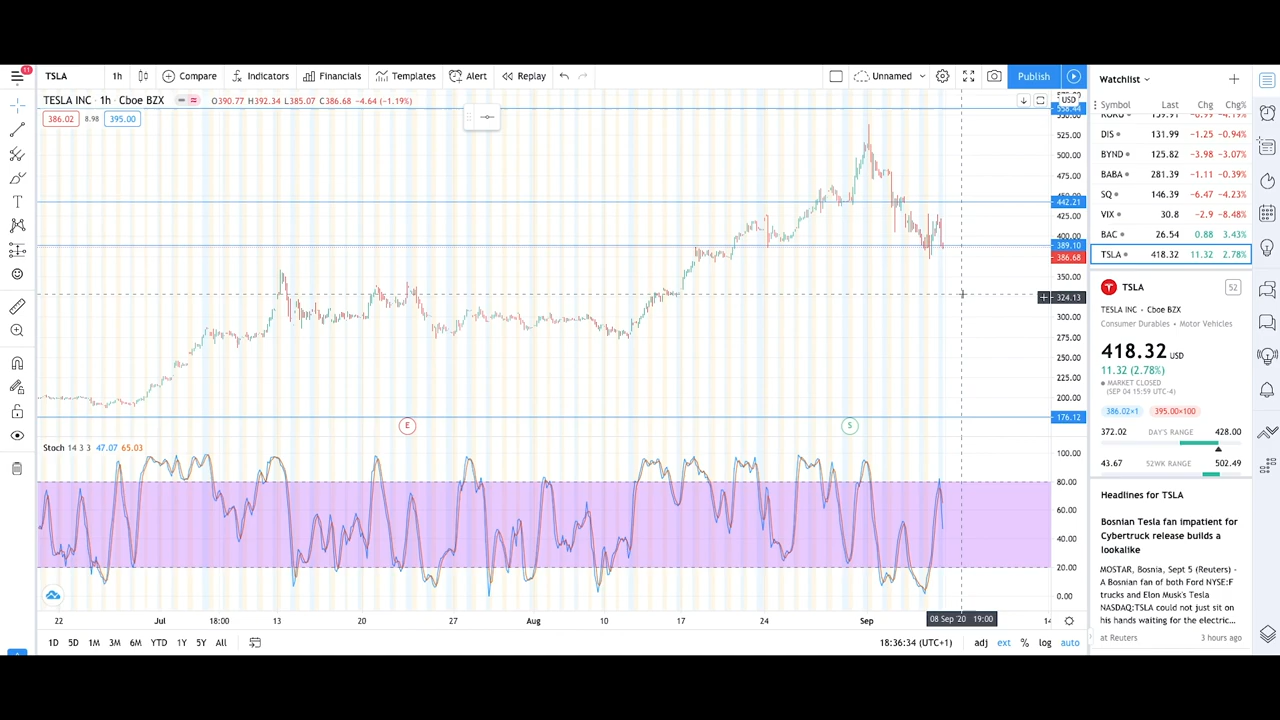 11
TSLA 1h Compare Indicators Financials Templates Alert Replay Unnamed Publish
TESLA INC · 1h · Cboe BZX O390.77 H392.34 L385.07 C386.68 −4.64 (−1.19%)
386.02 8.98 395.00
USD
550.00
525.00
500.00
475.00
450.00
442.21
425.00
400.00
389.10
386.68
350.00
324.13
300.00
275.00
250.00
225.00
200.00
176.12
E S
Stoch 14 3 3 47.07 65.03
100.00
80.00
60.00
40.00
20.00
0.00
22 Jul 18:00 13 20 27 Aug 10 17 24 Sep 08 Sep '20 19:00 14
1D 5D 1M 3M 6M YTD 1Y 5Y All 18:36:34 (UTC+1) adj ext % log auto
Watchlist
Symbol Last Chg Chg%
DIS 131.99 −1.25 −0.94%
BYND 125.82 −3.98 −3.07%
BABA 281.39 −1.11 −0.39%
SQ 146.39 −6.47 −4.23%
VIX 30.8 −2.9 −8.48%
BAC 26.54 0.88 3.43%
TSLA 418.32 11.32 2.78%
TSLA 52
TESLA INC · Cboe BZX
Consumer Durables · Motor Vehicles
418.32 USD
11.32 (2.78%)
MARKET CLOSED
(SEP 04 15:59 UTC-4)
386.02×1 395.00×100
372.02 DAY'S RANGE 428.00
43.67 52WK RANGE 502.49
Headlines for TSLA
Bosnian Tesla fan impatient for
Cybertruck release builds a
lookalike
MOSTAR, Bosnia, Sept 5 (Reuters) -
A Bosnian fan of both Ford NYSE:F
trucks and Elon Musk's Tesla
NASDAQ:TSLA could not just sit on
his hands waiting for the electric...
at Reuters 3 hours ago